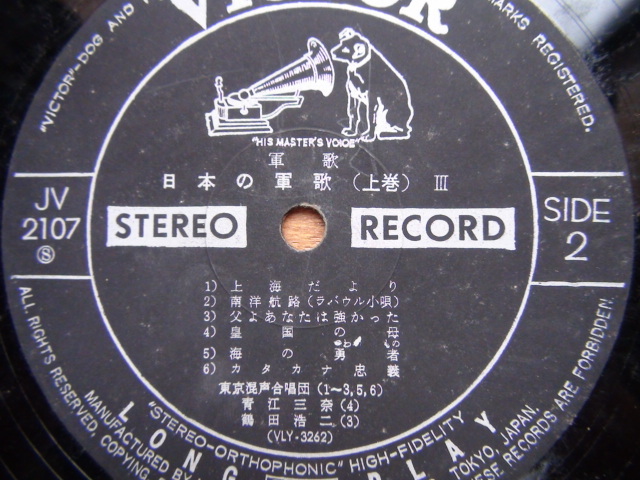 VICTOR
"VICTOR"-DOG AND
MARKS REGISTERED.
"HIS MASTER'S VOICE"
軍歌
日本の軍歌(上巻) III
JV
2107
Ⓢ
STEREO
RECORD
SIDE
2
1) 上海だより
2) 南洋航路(ラバウル小唄)
3) 父よあなたは強かった
4) 皇国の母
5) 海の勇者
6) カタカナ忠義
東京混声合唱団(1~3,5,6)
青江三奈(4)
鶴田浩二(3)
(VLY-3262)
"STEREO-ORTHOPHONIC" HIGH-FIDELITY
LONG PLAY
ALL RIGHTS RESERVED, COPYING
MANUFACTURED BY
TOKYO, JAPAN.
RECORDS ARE FORBIDDEN.